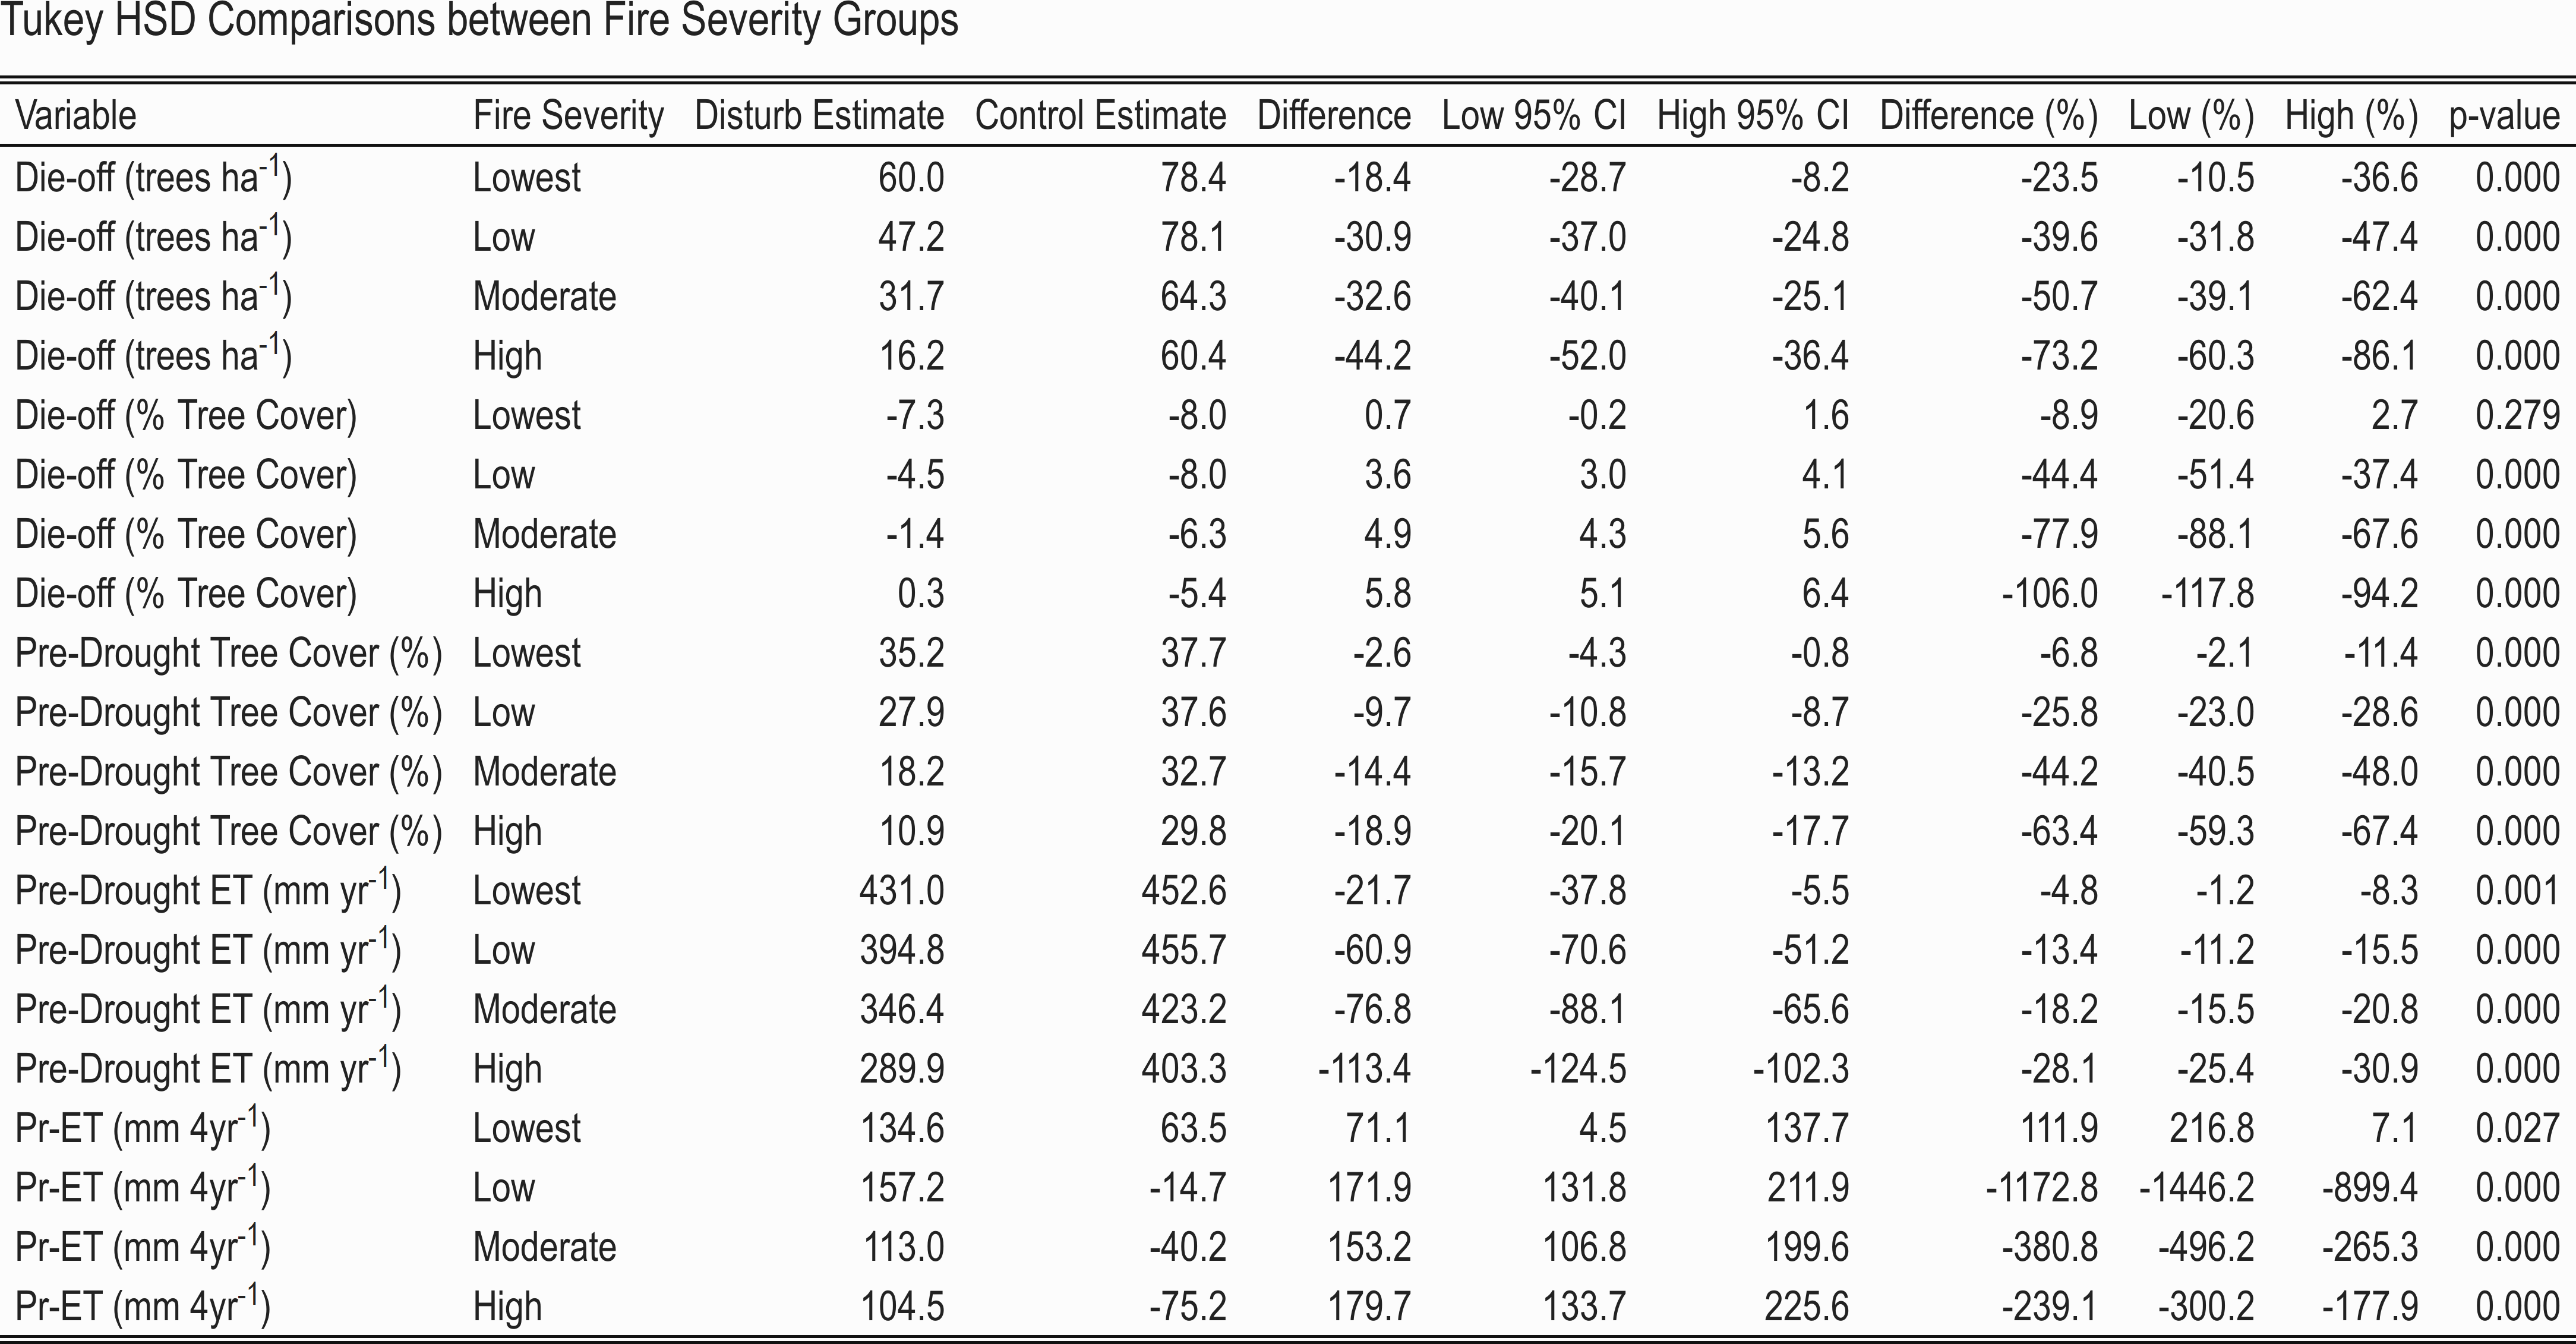 Tukey HSD Comparisons between Fire Severity Groups
Variable Fire Severity Disturb Estimate Control Estimate Difference Low 95% CI High 95% CI Difference (%) Low (%) High (%) p-value
Die-off (trees ha⁻¹) Lowest 60.0 78.4 -18.4 -28.7 -8.2 -23.5 -10.5 -36.6 0.000
Die-off (trees ha⁻¹) Low 47.2 78.1 -30.9 -37.0 -24.8 -39.6 -31.8 -47.4 0.000
Die-off (trees ha⁻¹) Moderate 31.7 64.3 -32.6 -40.1 -25.1 -50.7 -39.1 -62.4 0.000
Die-off (trees ha⁻¹) High 16.2 60.4 -44.2 -52.0 -36.4 -73.2 -60.3 -86.1 0.000
Die-off (% Tree Cover) Lowest -7.3 -8.0 0.7 -0.2 1.6 -8.9 -20.6 2.7 0.279
Die-off (% Tree Cover) Low -4.5 -8.0 3.6 3.0 4.1 -44.4 -51.4 -37.4 0.000
Die-off (% Tree Cover) Moderate -1.4 -6.3 4.9 4.3 5.6 -77.9 -88.1 -67.6 0.000
Die-off (% Tree Cover) High 0.3 -5.4 5.8 5.1 6.4 -106.0 -117.8 -94.2 0.000
Pre-Drought Tree Cover (%) Lowest 35.2 37.7 -2.6 -4.3 -0.8 -6.8 -2.1 -11.4 0.000
Pre-Drought Tree Cover (%) Low 27.9 37.6 -9.7 -10.8 -8.7 -25.8 -23.0 -28.6 0.000
Pre-Drought Tree Cover (%) Moderate 18.2 32.7 -14.4 -15.7 -13.2 -44.2 -40.5 -48.0 0.000
Pre-Drought Tree Cover (%) High 10.9 29.8 -18.9 -20.1 -17.7 -63.4 -59.3 -67.4 0.000
Pre-Drought ET (mm yr⁻¹) Lowest 431.0 452.6 -21.7 -37.8 -5.5 -4.8 -1.2 -8.3 0.001
Pre-Drought ET (mm yr⁻¹) Low 394.8 455.7 -60.9 -70.6 -51.2 -13.4 -11.2 -15.5 0.000
Pre-Drought ET (mm yr⁻¹) Moderate 346.4 423.2 -76.8 -88.1 -65.6 -18.2 -15.5 -20.8 0.000
Pre-Drought ET (mm yr⁻¹) High 289.9 403.3 -113.4 -124.5 -102.3 -28.1 -25.4 -30.9 0.000
Pr-ET (mm 4yr⁻¹) Lowest 134.6 63.5 71.1 4.5 137.7 111.9 216.8 7.1 0.027
Pr-ET (mm 4yr⁻¹) Low 157.2 -14.7 171.9 131.8 211.9 -1172.8 -1446.2 -899.4 0.000
Pr-ET (mm 4yr⁻¹) Moderate 113.0 -40.2 153.2 106.8 199.6 -380.8 -496.2 -265.3 0.000
Pr-ET (mm 4yr⁻¹) High 104.5 -75.2 179.7 133.7 225.6 -239.1 -300.2 -177.9 0.000